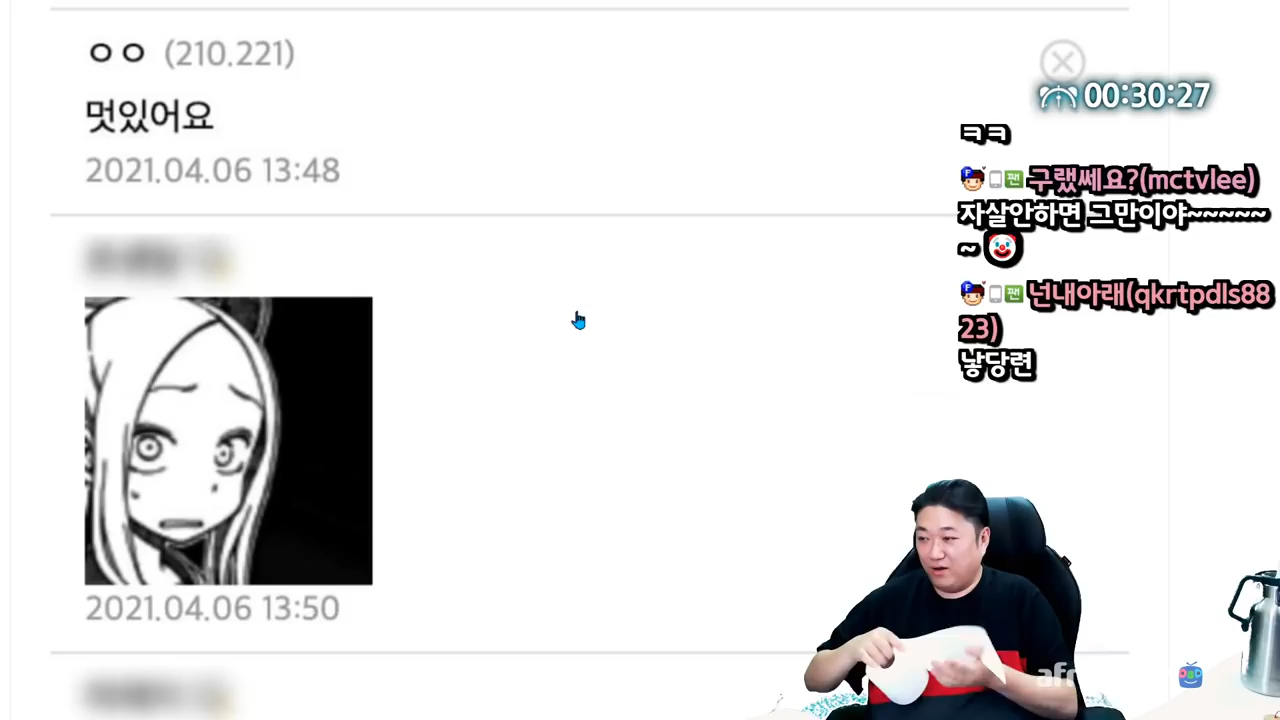 ㅇㅇ (210.221)
멋있어요
2021.04.06 13:48
2021.04.06 13:50
00:30:27
ㅋㅋ
팬 구랬쎄요?(mctvlee)
자살안하면 그만이야~~~~~
~
팬 넌내아래(qkrtpdls88
23)
낳당련